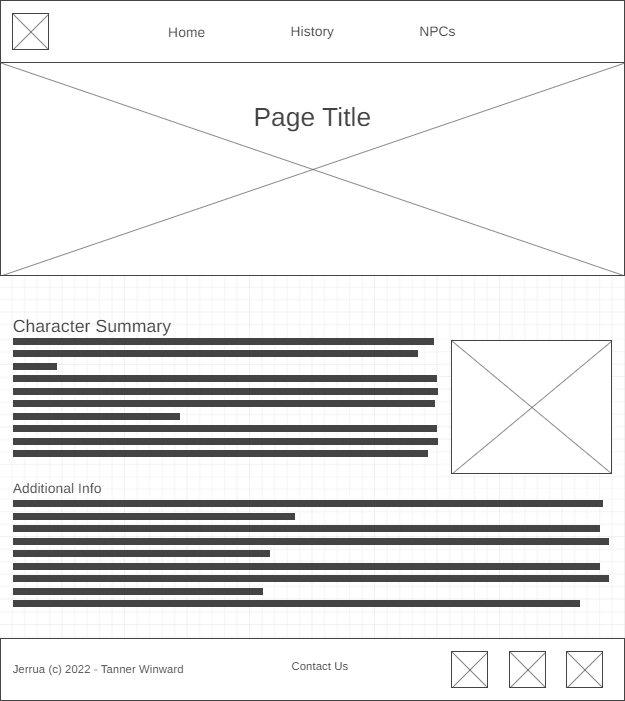 Home History NPCs
Page Title
Character Summary
Additional Info
Jerrua (c) 2022 - Tanner Winward Contact Us